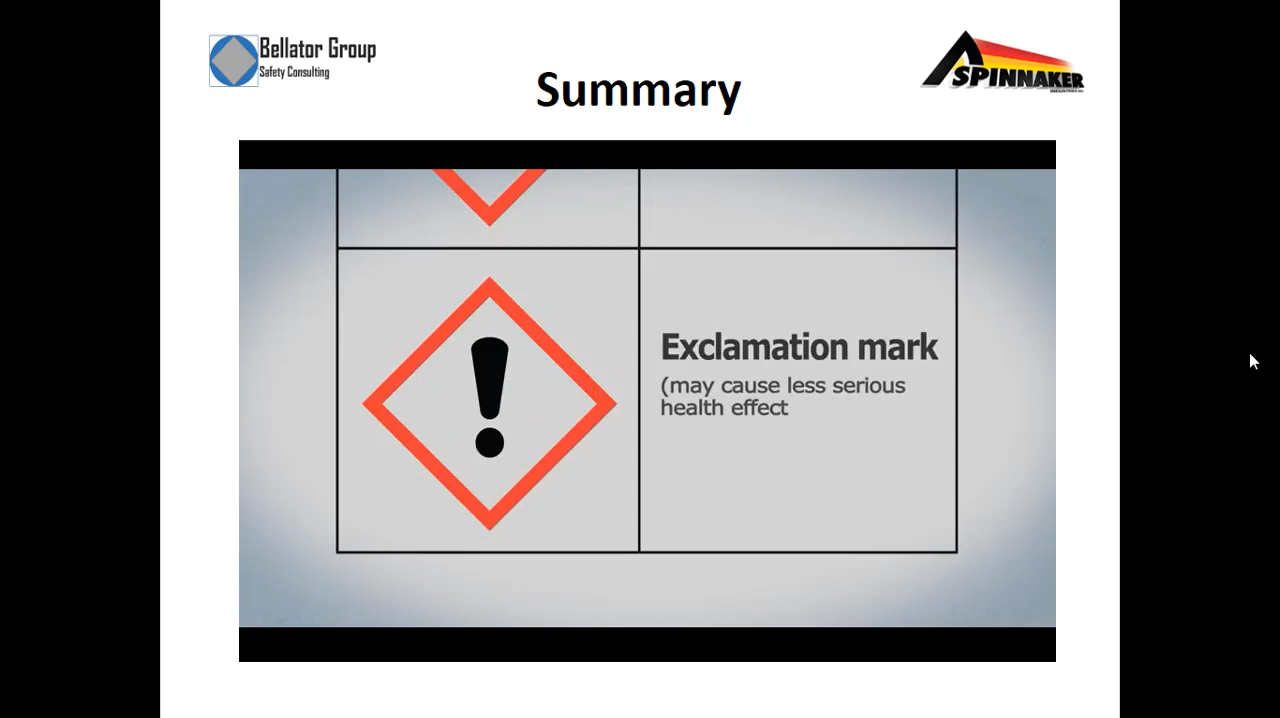 Bellator Group
Safety Consulting
SPINNAKER
INDUSTRIES INC.
Summary
!
Exclamation mark
(may cause less serious
health effect